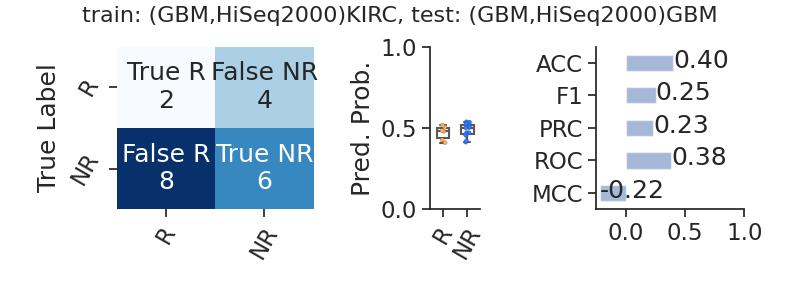 train: (GBM,HiSeq2000)KIRC, test: (GBM,HiSeq2000)GBM
True Label
R
NR
True R
2
False NR
4
False R
8
True NR
6
R
NR
Pred. Prob.
1.0
0.5
0.0
R
NR
ACC
0.40
F1
0.25
PRC
0.23
ROC
0.38
MCC
-0.22
0.0
0.5
1.0